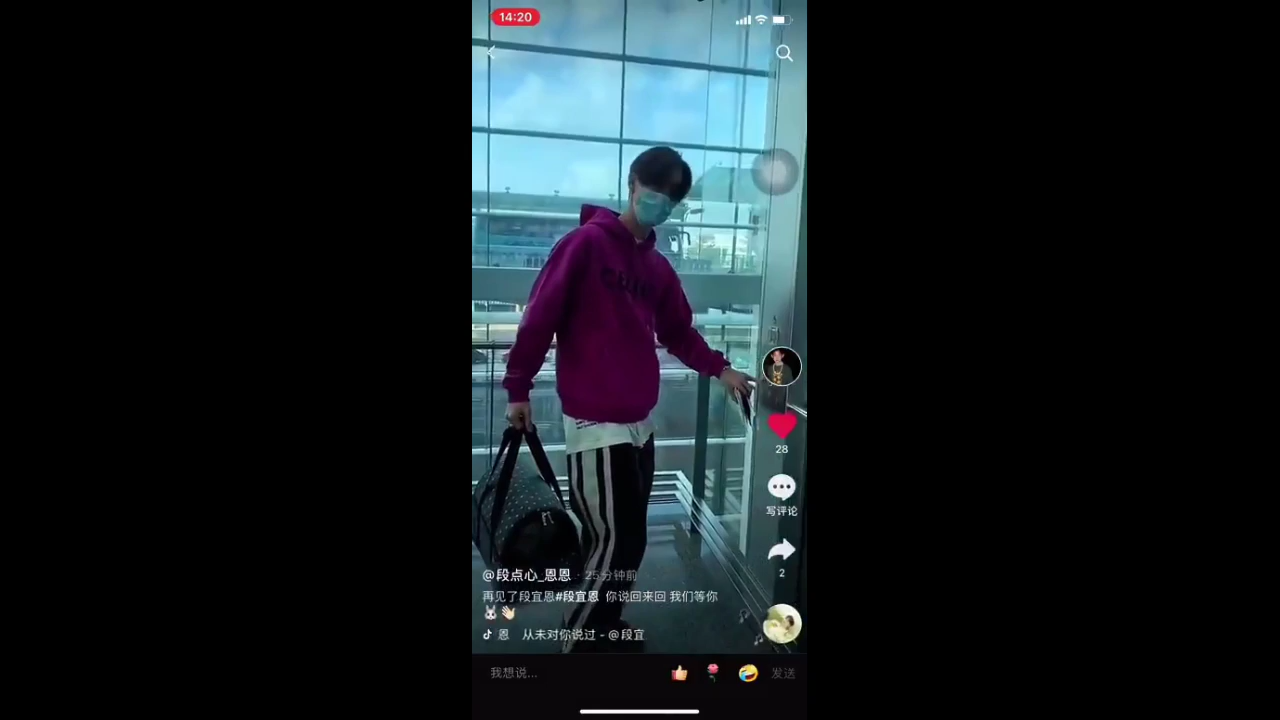 14:20
28
写评论
2
@段点心_恩恩 · 25分钟前
再见了段宜恩#段宜恩 你说回来回 我们等你
恩 从未对你说过 - @段宜
我想说...
发送